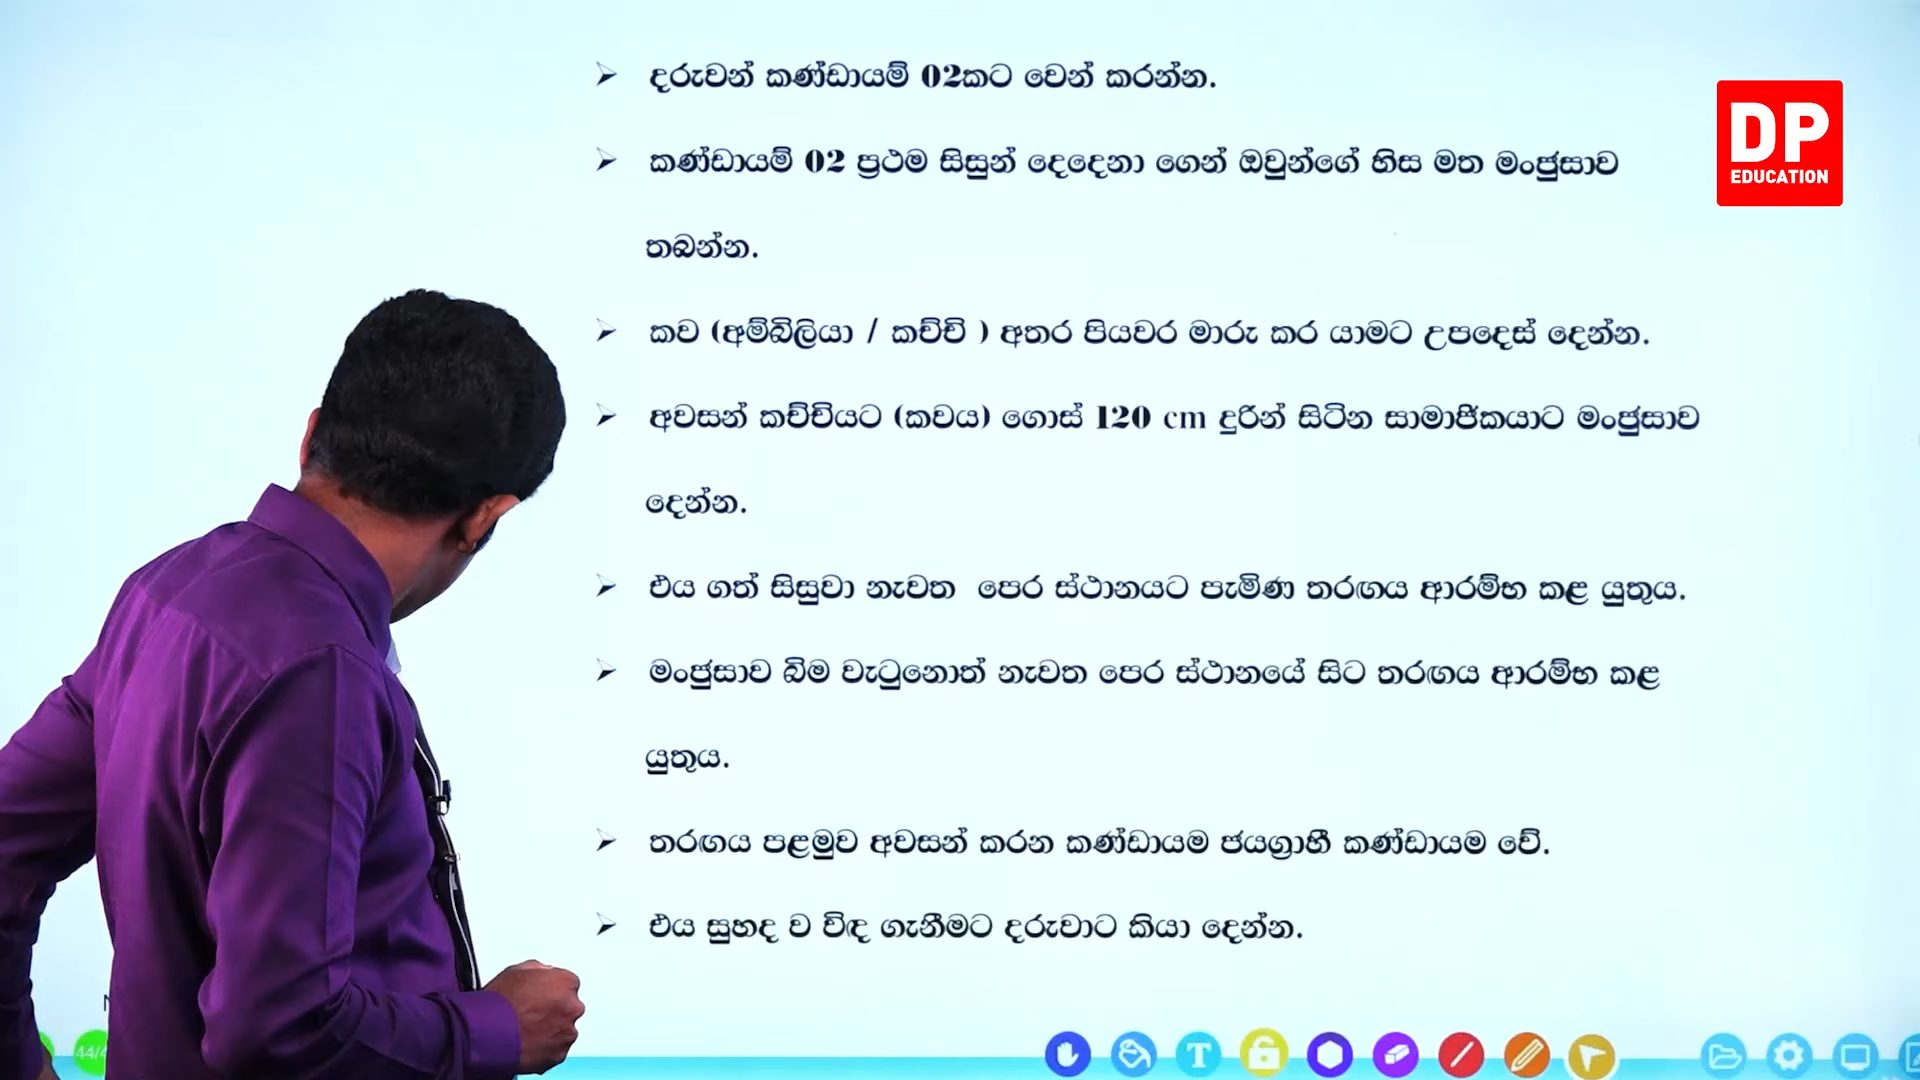 දරුවන් කණ්ඩායම් 02කට වෙන් කරන්න.
කණ්ඩායම් 02 ප්‍රථම සිසුන් දෙදෙනා ගෙන් ඔවුන්ගේ හිස මත මංජුසාව
තබන්න.
කව (අම්බිලියා / කච්චි ) අතර පියවර මාරු කර යාමට උපදෙස් දෙන්න.
අවසන් කච්චියට (කවය) ගොස් 120 cm දුරින් සිටින සාමාජිකයාට මංජුසාව
දෙන්න.
එය ගත් සිසුවා නැවත පෙර ස්ථානයට පැමිණ තරඟය ආරම්භ කළ යුතුය.
මංජුසාව බිම වැටුනොත් නැවත පෙර ස්ථානයේ සිට තරඟය ආරම්භ කළ
යුතුය.
තරඟය පළමුව අවසන් කරන කණ්ඩායම ජයග්‍රාහී කණ්ඩායම වේ.
එය සුහද ව විඳ ගැනීමට දරුවාට කියා දෙන්න.
DP
EDUCATION
T